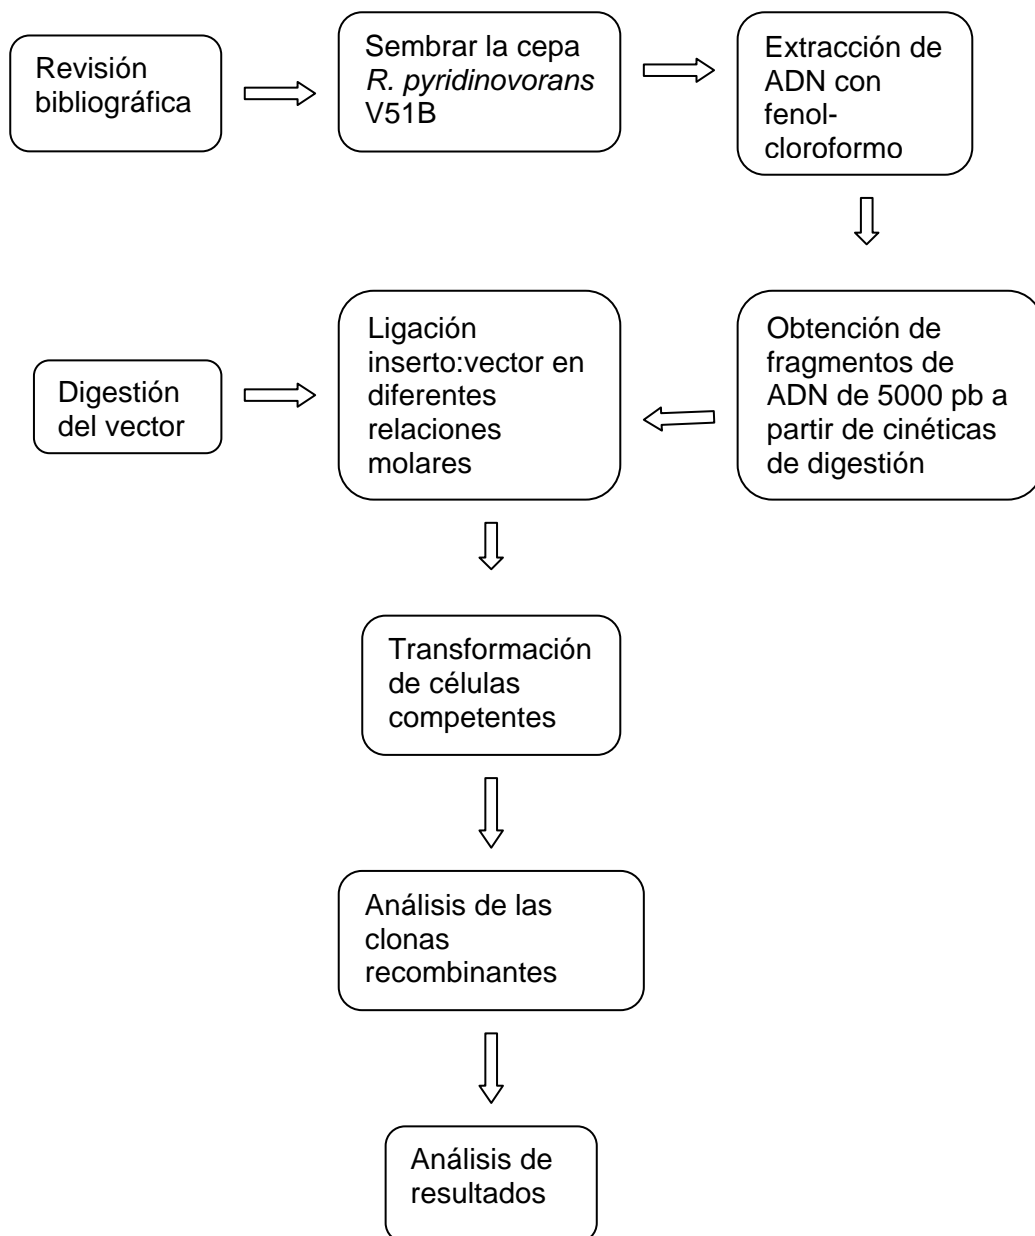 Revisión
bibliográfica
Sembrar la cepa
R. pyridinovorans
V51B
Extracción de
ADN con
fenol-
cloroformo
Obtención de
fragmentos de
ADN de 5000 pb a
partir de cinéticas
de digestión
Digestión
del vector
Ligación
inserto:vector en
diferentes
relaciones
molares
Transformación
de células
competentes
Análisis de las
clonas
recombinantes
Análisis de
resultados